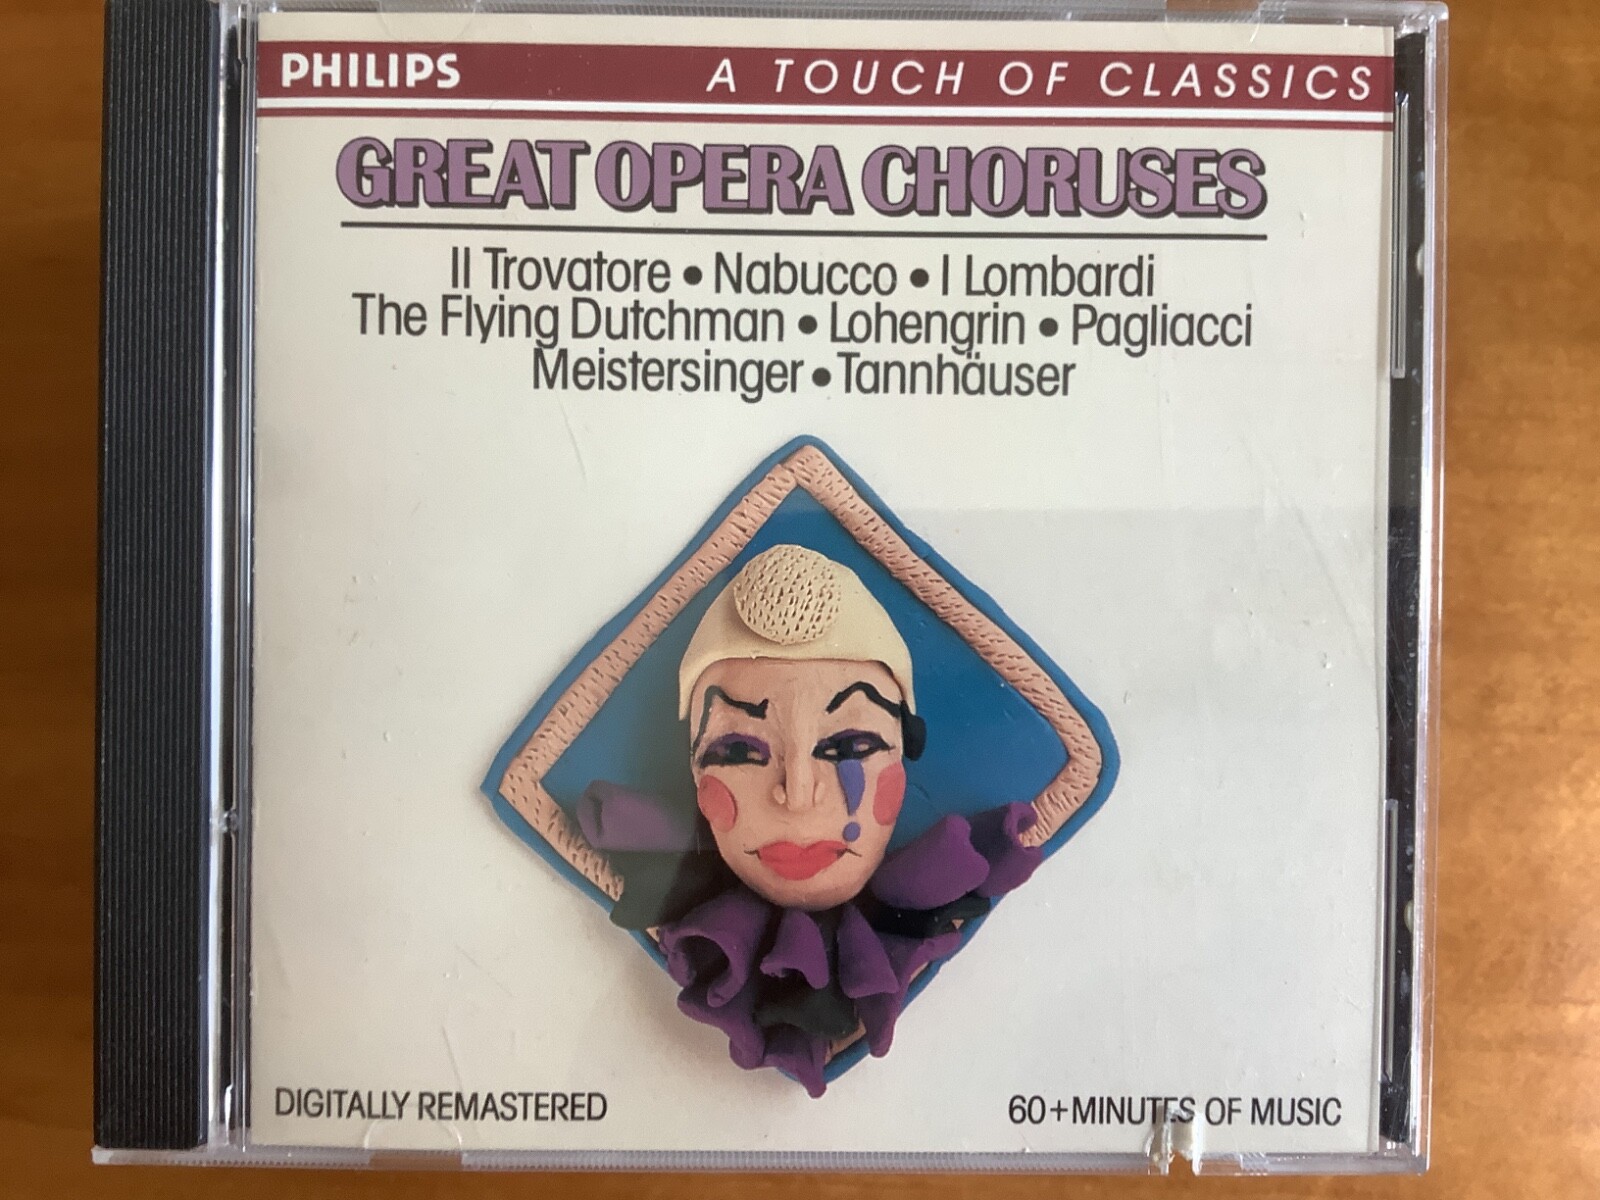 PHILIPS A TOUCH OF CLASSICS
GREAT OPERA CHORUSES
Il Trovatore • Nabucco • I Lombardi
The Flying Dutchman • Lohengrin • Pagliacci
Meistersinger • Tannhäuser
DIGITALLY REMASTERED 60+MINUTES OF MUSIC